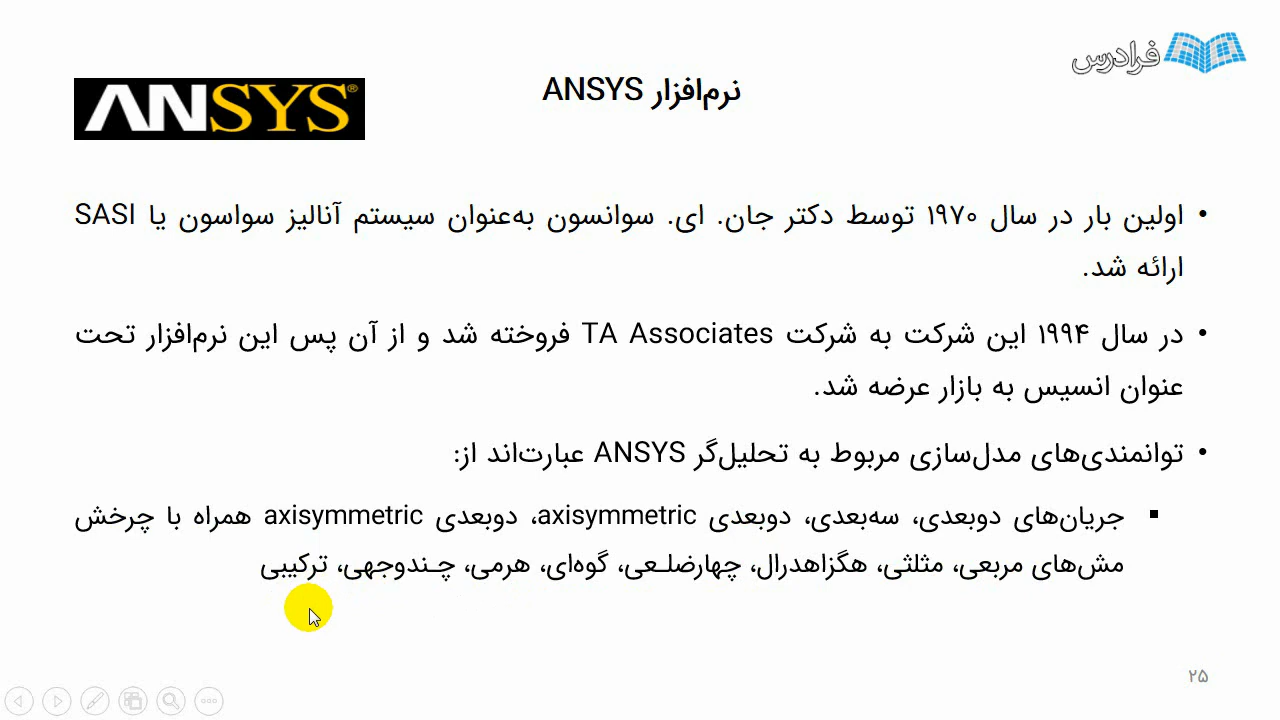 فرادرس
نرم‌افزار ANSYS
ANSYS®
• اولین بار در سال ۱۹۷۰ توسط دکتر جان. ای. سوانسون به‌عنوان سیستم آنالیز سواسون یا SASI
ارائه شد.
• در سال ۱۹۹۴ این شرکت به شرکت TA Associates فروخته شد و از آن پس این نرم‌افزار تحت
عنوان انسیس به بازار عرضه شد.
• توانمندی‌های مدل‌سازی مربوط به تحلیل‌گر ANSYS عبارت‌اند از:
▪ جریان‌های دوبعدی، سه‌بعدی، دوبعدی axisymmetric، دوبعدی axisymmetric همراه با چرخش
مش‌های مربعی، مثلثی، هگزاهدرال، چهارضلـعی، گوه‌ای، هرمی، چـندوجهی، ترکیبی
۲۵